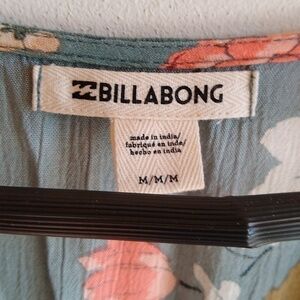 BILLABONG
made in india/
fabriqué en inde/
hecho en india
M/M/M